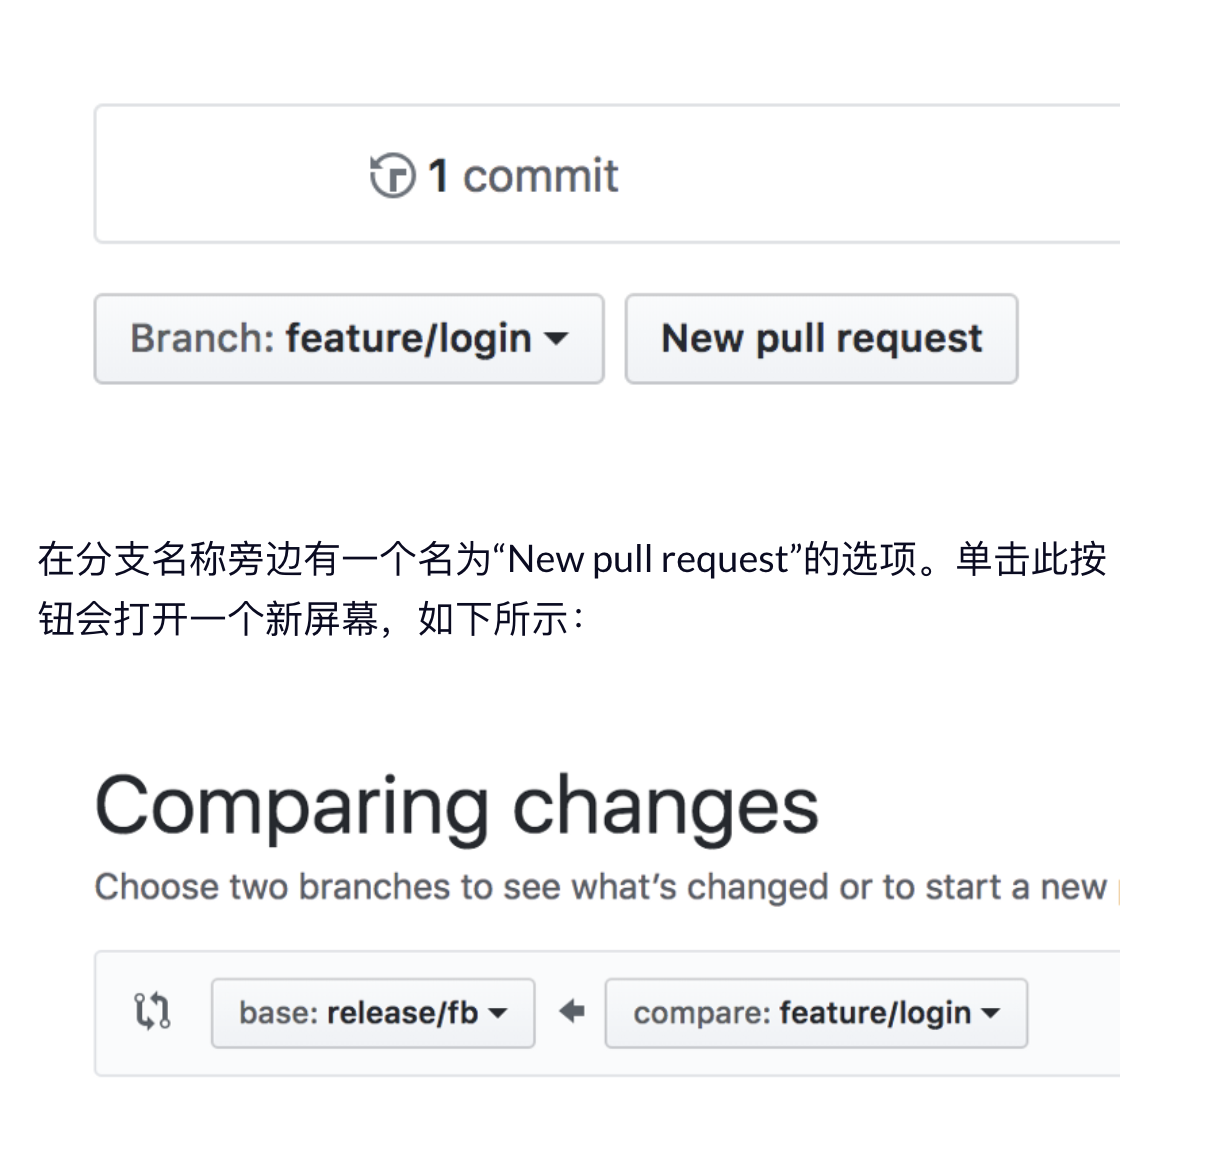 1 commit
Branch: feature/login
New pull request
在分支名称旁边有一个名为“New pull request”的选项。单击此按
钮会打开一个新屏幕，如下所示：
Comparing changes
Choose two branches to see what's changed or to start a new
base: release/fb
compare: feature/login